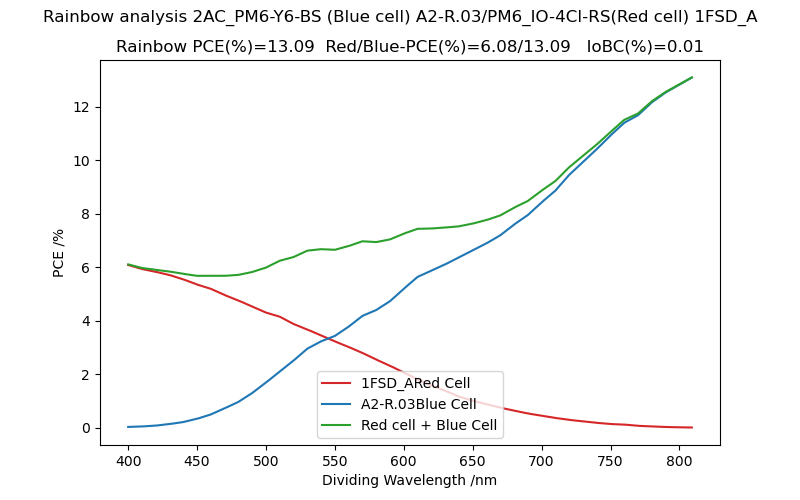 Rainbow analysis 2AC_PM6-Y6-BS (Blue cell) A2-R.03/PM6_IO-4Cl-RS(Red cell) 1FSD_A
Rainbow PCE(%)=13.09  Red/Blue-PCE(%)=6.08/13.09   IoBC(%)=0.01
PCE /%
12
10
8
6
4
2
0
1FSD_ARed Cell
A2-R.03Blue Cell
Red cell + Blue Cell
400 450 500 550 600 650 700 750 800
Dividing Wavelength /nm